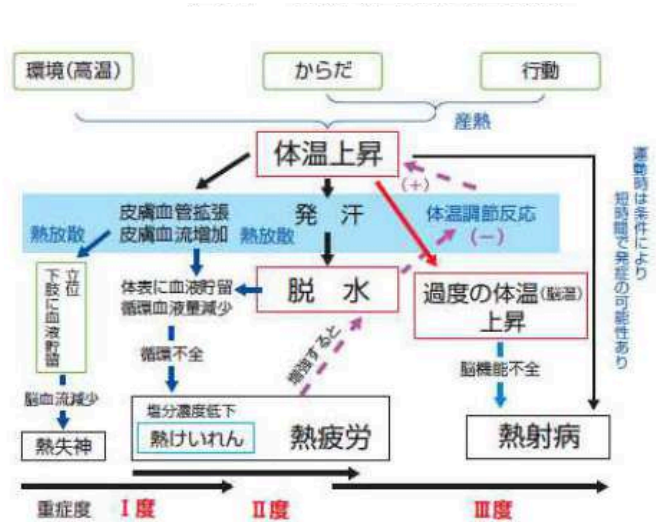 環境(高温)
からだ
行動
産熱
体温上昇
(+)
運動時は条件により
短時間で発症の可能性あり
皮膚血管拡張
皮膚血流増加
熱放散
発汗
熱放散
体温調節反応
(−)
立位
下肢に血液貯留
体表に血液貯留
循環血液量減少
脱水
過度の体温(脳温)
上昇
循環不全
増強すると
脳機能不全
脳血流減少
塩分濃度低下
熱失神
熱けいれん
熱疲労
熱射病
重症度
Ⅰ度
Ⅱ度
Ⅲ度